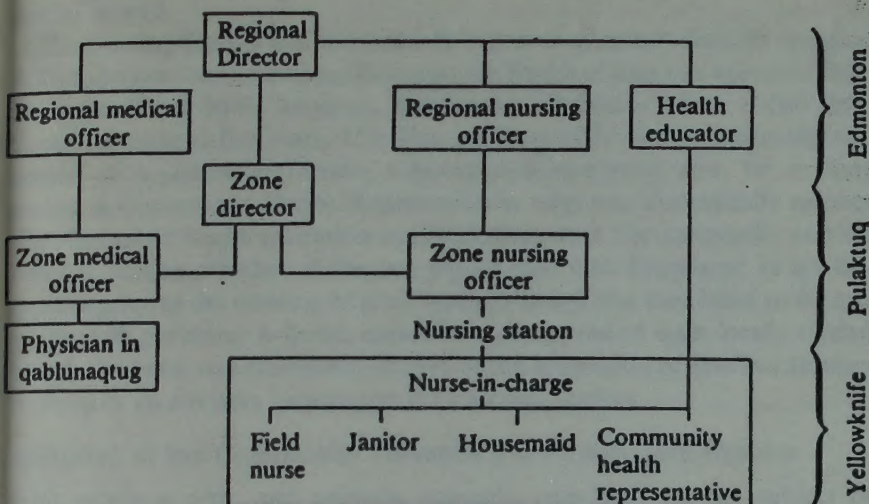 Regional
Director
Regional medical
officer
Regional nursing
officer
Health
educator
Zone
director
Zone medical
officer
Zone nursing
officer
Physician in
qablunaqtug
Nursing station
Nurse-in-charge
Field
nurse
Janitor
Housemaid
Community
health
representative
Edmonton
Pulaktuq
Yellowknife